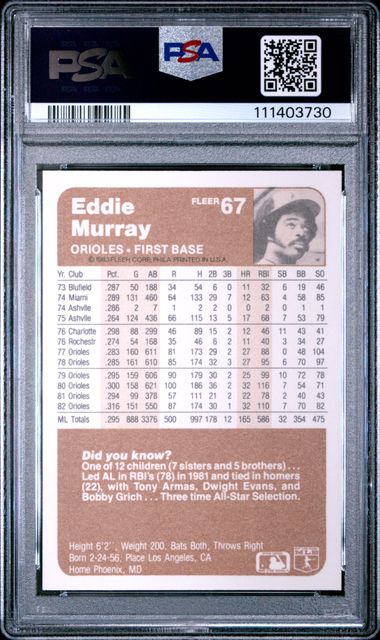 PSA
PSA
111403730
Eddie
Murray
FLEER 67
ORIOLES • FIRST BASE
© 1983 FLEER CORP., PHILA. PRINTED IN U.S.A.
Yr. Club Pct. G AB R H 2B 3B HR RBI SB BB SO
73 Blufield .287 50 188 34 54 6 0 11 32 6 19 46
74 Miami .289 131 460 64 133 29 7 12 63 4 58 85
74 Ashvlle .286 2 7 1 2 2 0 0 2 0 1 1
75 Ashvlle .264 124 436 66 115 13 5 17 68 7 53 79
76 Charlotte .298 88 299 46 89 15 2 12 46 11 43 41
76 Rochestr .274 54 168 35 46 6 2 11 40 3 34 27
77 Orioles .283 160 611 81 173 29 2 27 88 0 48 104
78 Orioles .285 161 610 85 174 32 3 27 95 6 70 97
79 Orioles .295 159 606 90 179 30 2 25 99 10 72 78
80 Orioles .300 158 621 100 186 36 2 32 116 7 54 71
81 Orioles .294 99 378 57 111 21 2 22 78 2 40 43
82 Orioles .316 151 550 87 174 30 1 32 110 7 70 82
ML Totals .295 888 3376 500 997 178 12 165 586 32 354 475
Did you know?
One of 12 children (7 sisters and 5 brothers) . . .
Led AL in RBI's (78) in 1981 and tied in homers
(22), with Tony Armas, Dwight Evans, and
Bobby Grich . . . Three time All-Star Selection.
Height 6'2", Weight 200, Bats Both, Throws Right
Born 2-24-56, Place Los Angeles, CA
Home Phoenix, MD